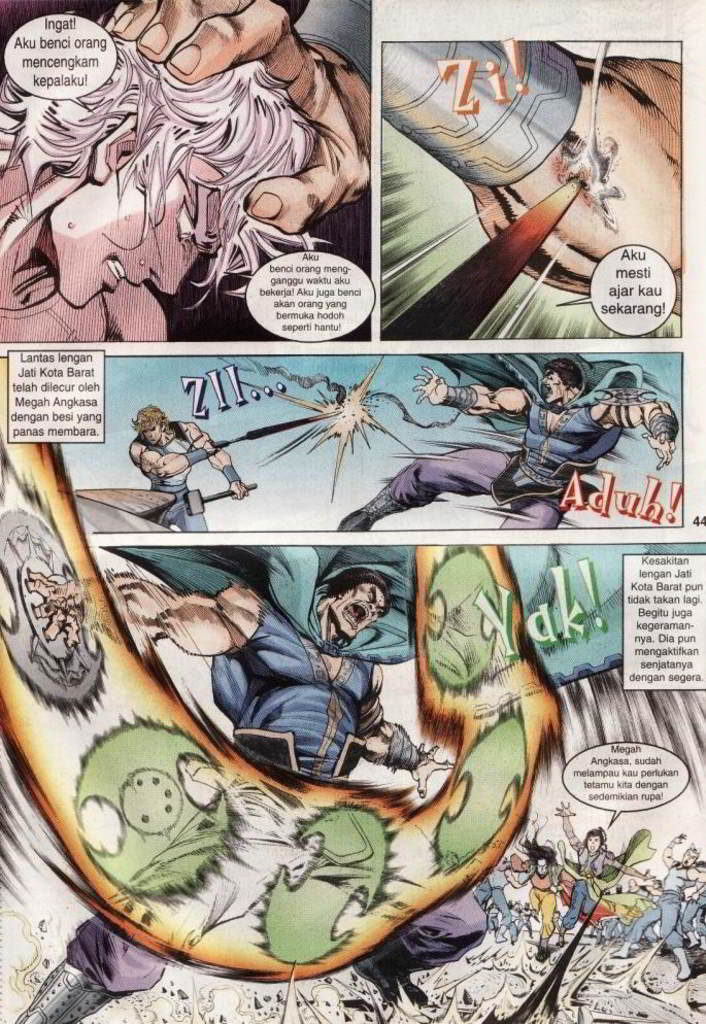 Ingat!
Aku benci orang
mencengkam
kepalaku!
Aku
benci orang meng-
ganggu waktu aku
bekerja! Aku juga benci
akan orang yang
bermuka hodoh
seperti hantu!
Zi!
Aku
mesti
ajar kau
sekarang!
Lantas lengan
Jati Kota Barat
telah dilecur oleh
Megah Angkasa
dengan besi yang
panas membara.
ZII...
Aduh!
44
Yak!
Kesakitan
lengan Jati
Kota Barat pun
tidak takan lagi.
Begitu juga
kegeraman-
nya. Dia pun
mengaktifkan
senjatanya
dengan segera.
Megah
Angkasa, sudah
melampau kau perlukan
tetamu kita dengan
sedemikian rupa!